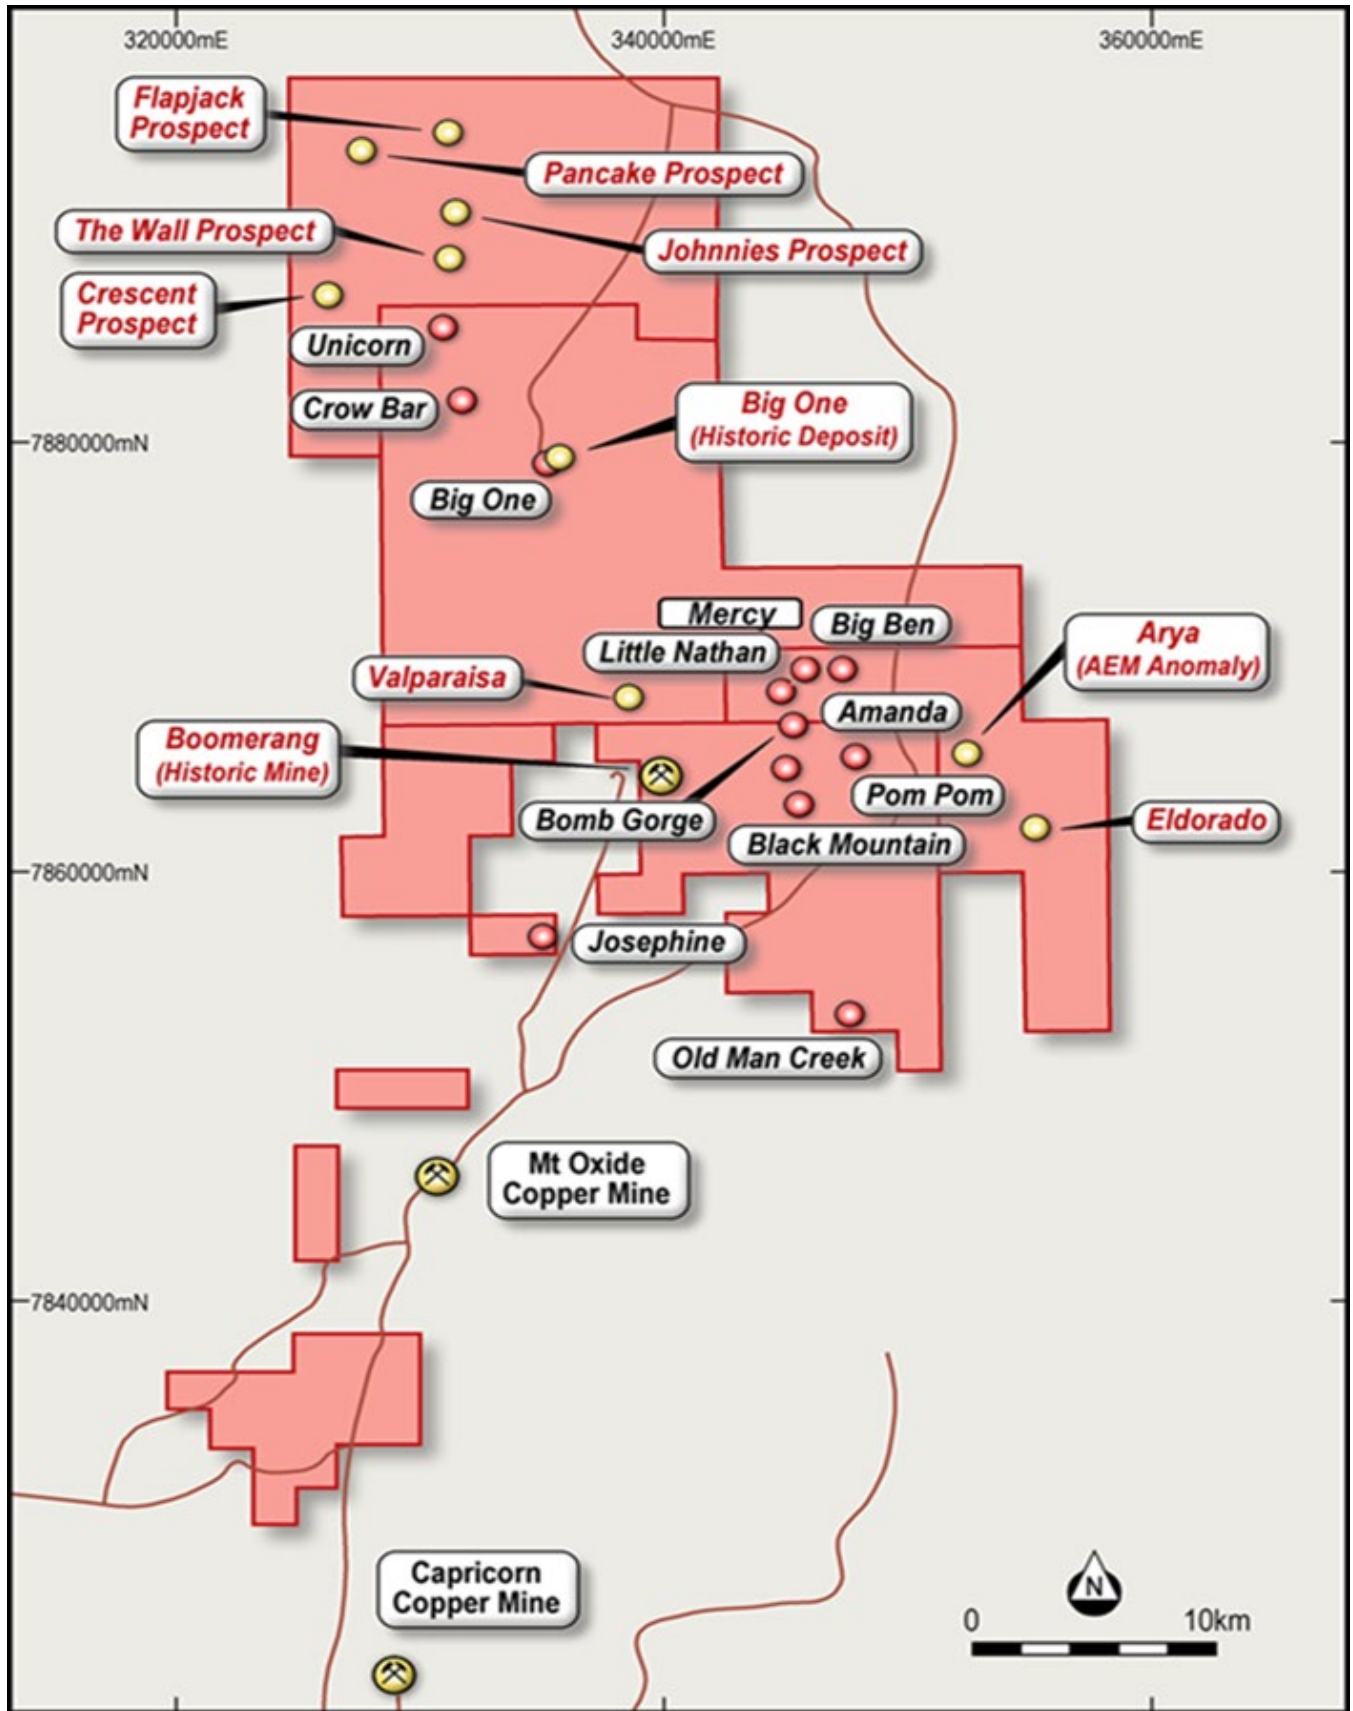 320000mE
340000mE
360000mE
Flapjack
Prospect
Pancake Prospect
The Wall Prospect
Johnnies Prospect
Crescent
Prospect
Unicorn
Crow Bar
Big One
(Historic Deposit)
7880000mN
Big One
Mercy
Big Ben
Little Nathan
Arya
(AEM Anomaly)
Valparaisa
Amanda
Boomerang
(Historic Mine)
Pom Pom
Bomb Gorge
Eldorado
Black Mountain
7860000mN
Josephine
Old Man Creek
Mt Oxide
Copper Mine
7840000mN
Capricorn
Copper Mine
N
0
10km